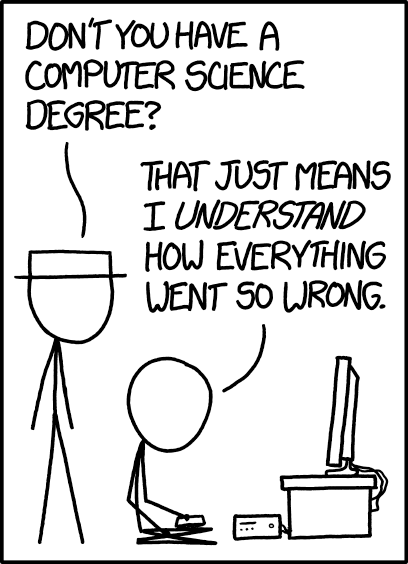 DON'T YOU HAVE A
COMPUTER SCIENCE
DEGREE?
THAT JUST MEANS
I UNDERSTAND
HOW EVERYTHING
WENT SO WRONG.